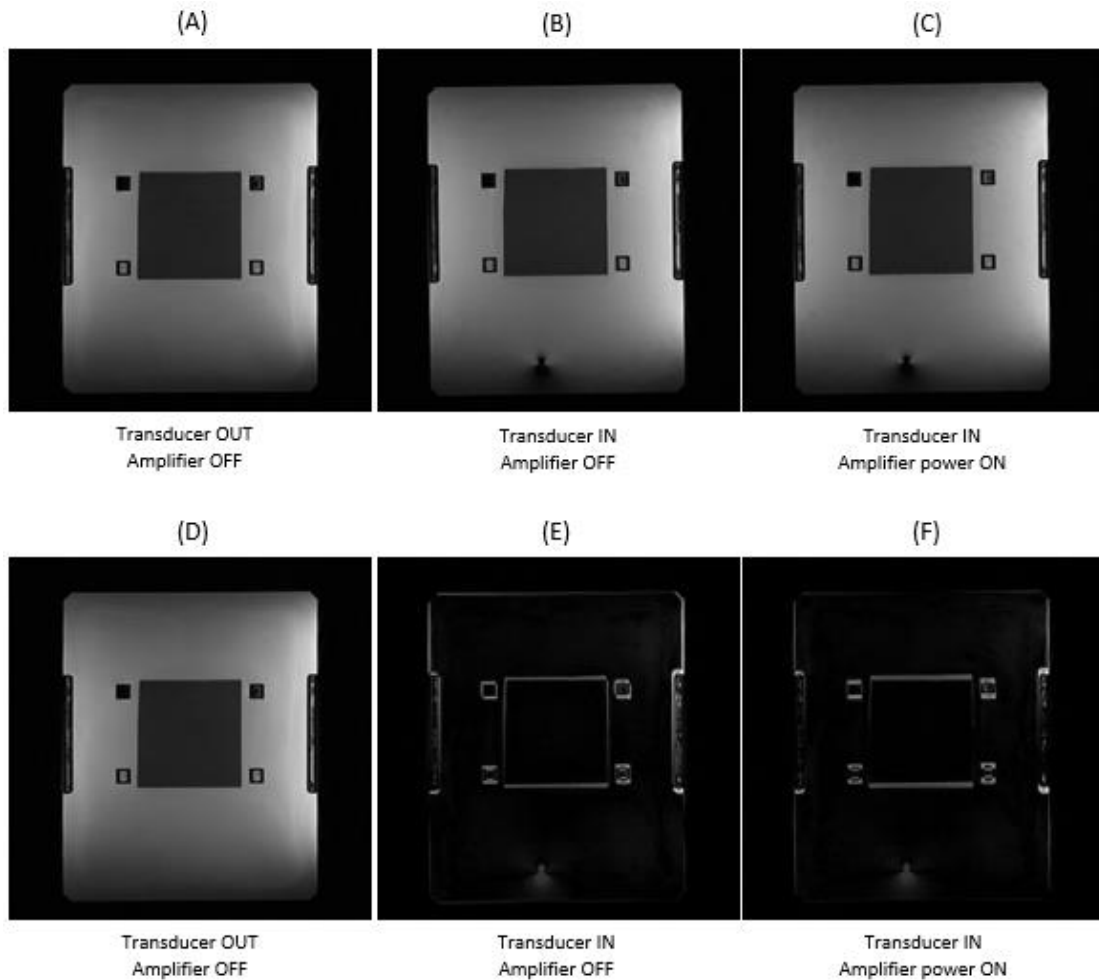 (A)
(B)
(C)
Transducer OUT
Amplifier OFF
Transducer IN
Amplifier OFF
Transducer IN
Amplifier power ON
(D)
(E)
(F)
Transducer OUT
Amplifier OFF
Transducer IN
Amplifier OFF
Transducer IN
Amplifier power ON